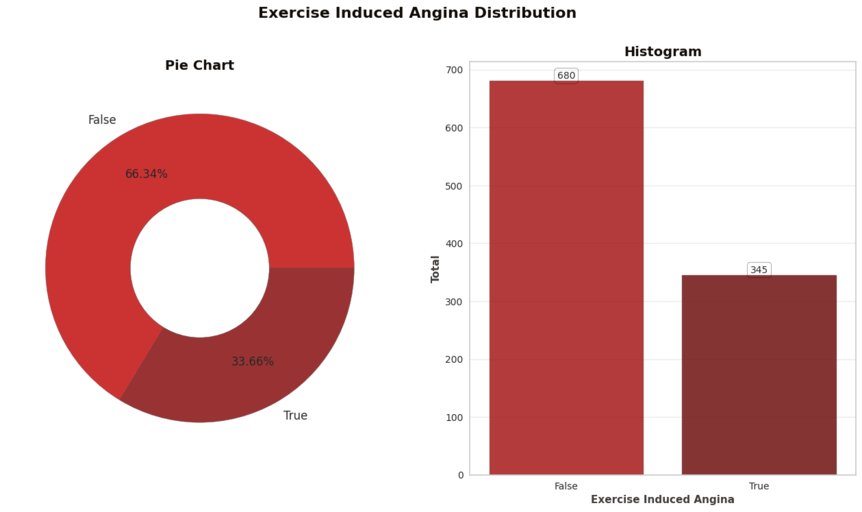 Exercise Induced Angina Distribution
Pie Chart
False
66.34%
33.66%
True
Histogram
Total
700
600
500
400
300
200
100
0
680
345
False
True
Exercise Induced Angina